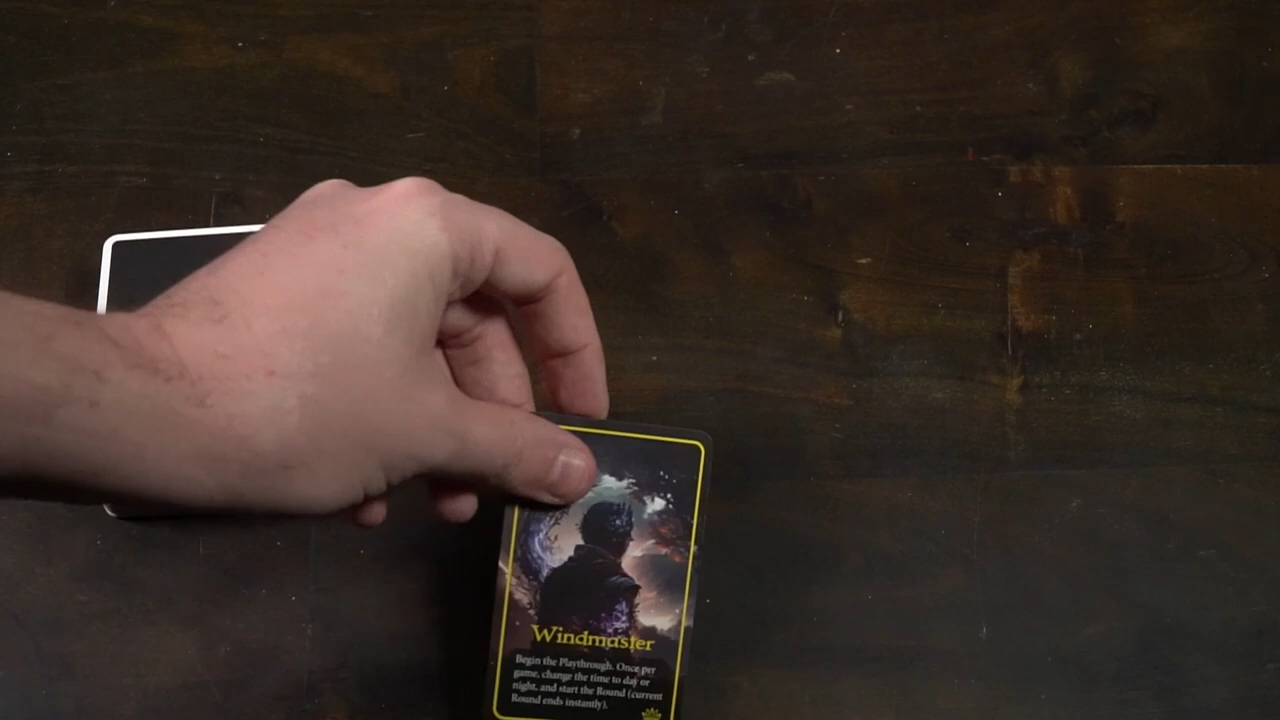 Windmaster
Begin the Playthrough. Once per
game, change the time to day or
night, and start the Round (current
Round ends instantly).